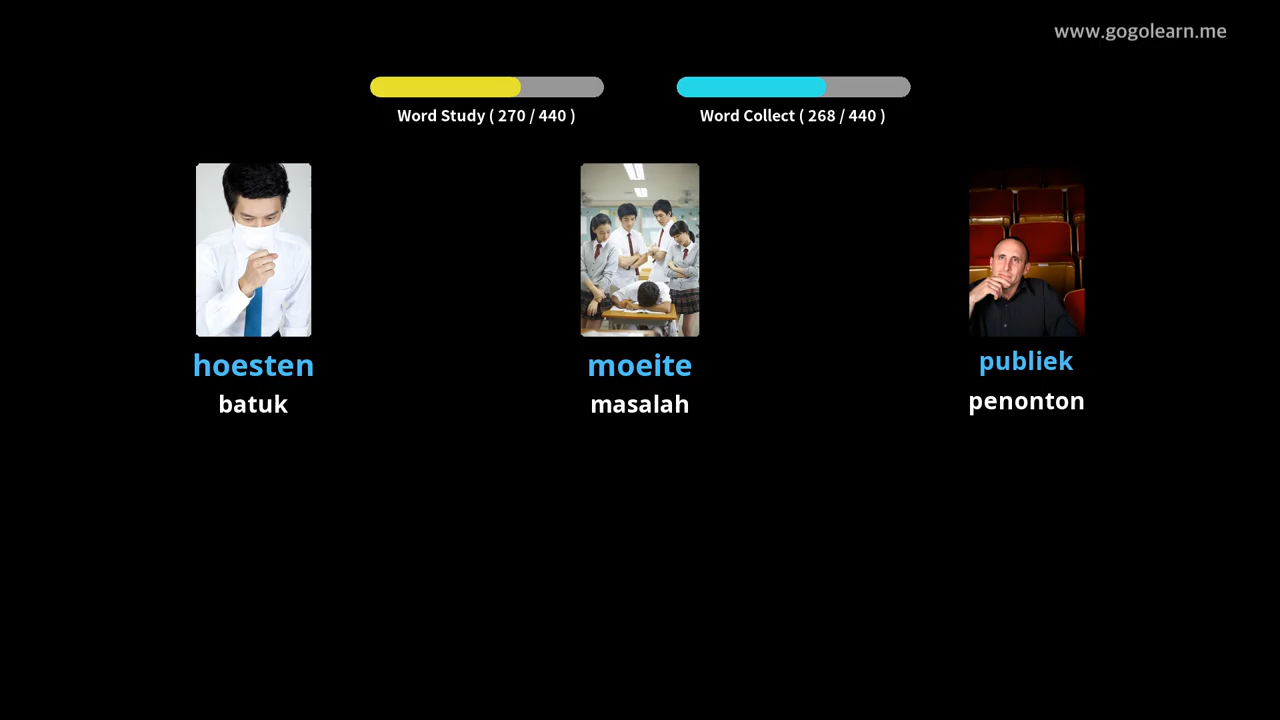 www.gogolearn.me
Word Study ( 270 / 440 )
Word Collect ( 268 / 440 )
hoesten
batuk
moeite
masalah
publiek
penonton